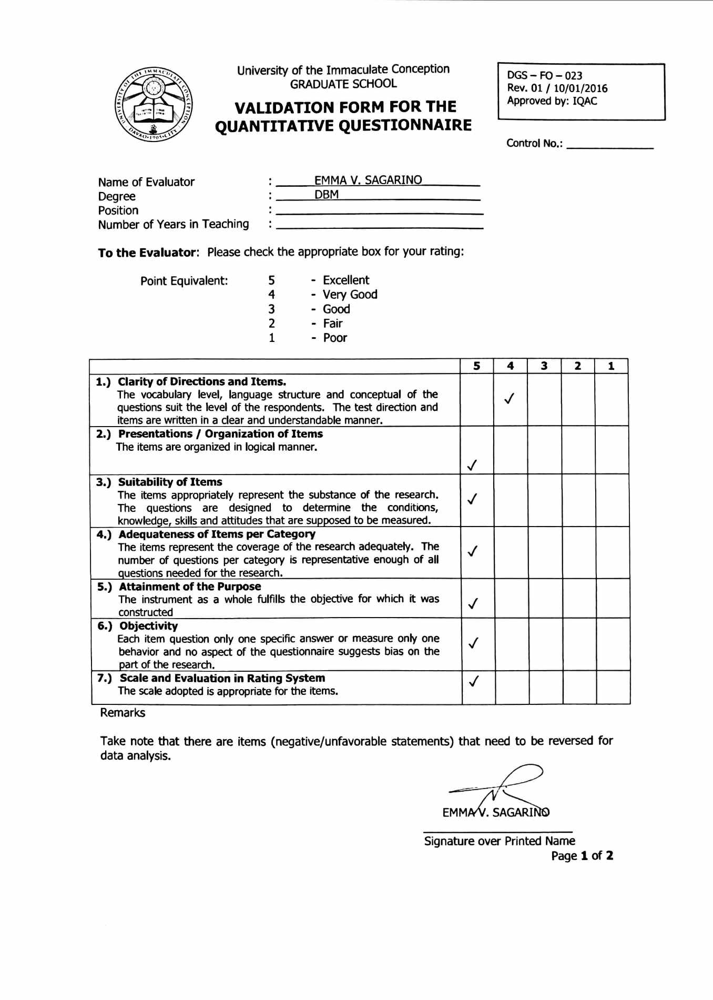 University of the Immaculate Conception
GRADUATE SCHOOL
VALIDATION FORM FOR THE
QUANTITATIVE QUESTIONNAIRE
UNIVERSITY OF THE IMMACULATE CONCEPTION
DAVAO • 1905 • CITY
DGS – FO – 023
Rev. 01 / 10/01/2016
Approved by: IQAC
Control No.:
Name of Evaluator : EMMA V. SAGARINO
Degree : DBM
Position :
Number of Years in Teaching :
To the Evaluator: Please check the appropriate box for your rating:
Point Equivalent: 5 - Excellent
4 - Very Good
3 - Good
2 - Fair
1 - Poor
5 4 3 2 1
1.) Clarity of Directions and Items.
The vocabulary level, language structure and conceptual of the
questions suit the level of the respondents. The test direction and
items are written in a clear and understandable manner.
✓
2.) Presentations / Organization of Items
The items are organized in logical manner.
✓
3.) Suitability of Items
The items appropriately represent the substance of the research.
The questions are designed to determine the conditions,
knowledge, skills and attitudes that are supposed to be measured.
✓
4.) Adequateness of Items per Category
The items represent the coverage of the research adequately. The
number of questions per category is representative enough of all
questions needed for the research.
✓
5.) Attainment of the Purpose
The instrument as a whole fulfills the objective for which it was
constructed
✓
6.) Objectivity
Each item question only one specific answer or measure only one
behavior and no aspect of the questionnaire suggests bias on the
part of the research.
✓
7.) Scale and Evaluation in Rating System
The scale adopted is appropriate for the items.
✓
Remarks
Take note that there are items (negative/unfavorable statements) that need to be reversed for
data analysis.
EMMA V. SAGARINO
Signature over Printed Name
Page 1 of 2